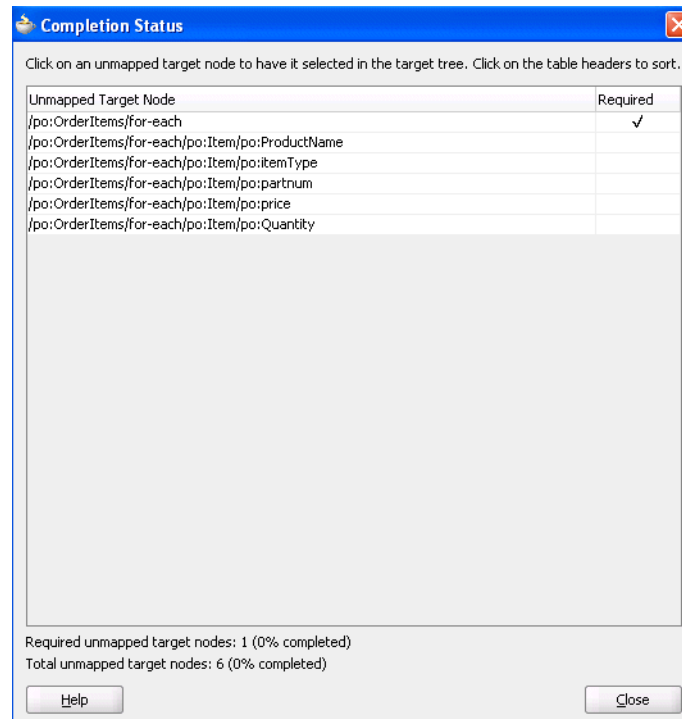 Completion Status
Click on an unmapped target node to have it selected in the target tree. Click on the table headers to sort.
Unmapped Target Node Required
/po:OrderItems/for-each ✓
/po:OrderItems/for-each/po:Item/po:ProductName
/po:OrderItems/for-each/po:Item/po:itemType
/po:OrderItems/for-each/po:Item/po:partnum
/po:OrderItems/for-each/po:Item/po:price
/po:OrderItems/for-each/po:Item/po:Quantity
Required unmapped target nodes: 1 (0% completed)
Total unmapped target nodes: 6 (0% completed)
Help Close